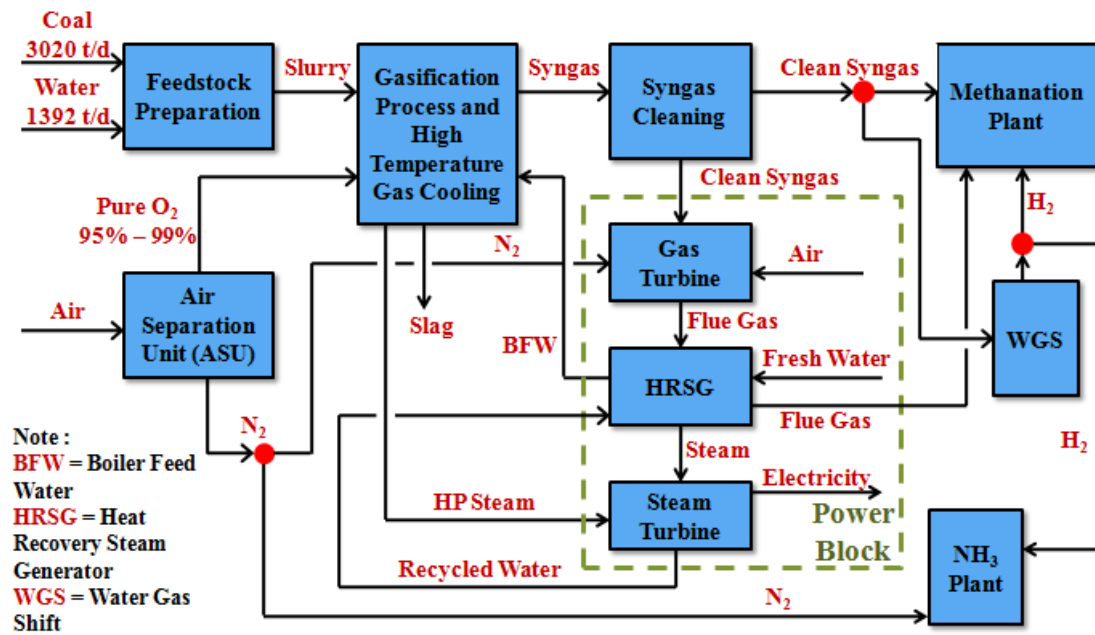 Coal
3020 t/d
Water
1392 t/d
Feedstock
Preparation
Slurry
Gasification
Process and
High
Temperature
Gas Cooling
Syngas
Syngas
Cleaning
Clean Syngas
Methanation
Plant
Pure O₂
95% – 99%
Clean Syngas
H₂
N₂
Gas
Turbine
Air
Air
Air
Separation
Unit (ASU)
Slag
Flue Gas
BFW
WGS
Fresh Water
HRSG
Flue Gas
N₂
H₂
Steam
Electricity
HP Steam
Steam
Turbine
Power
Block
Recycled Water
NH₃
Plant
N₂
Note :
BFW = Boiler Feed
Water
HRSG = Heat
Recovery Steam
Generator
WGS = Water Gas
Shift